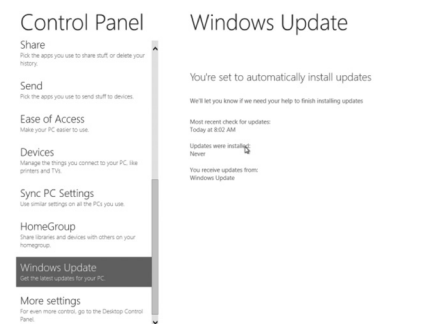 Control Panel
Share
Pick the apps you use to share stuff, or delete your
history.
Send
Pick the apps you use to send stuff to devices.
Ease of Access
Make your PC easier to use.
Devices
Manage the things you connect to your PC, like
printers and TVs.
Sync PC Settings
Use similar settings on all the PCs you use.
HomeGroup
Share libraries and devices with others on your
homegroup.
Windows Update
Get the latest updates for your PC.
More settings
For even more control, go to the Desktop Control
Panel.
Windows Update
You're set to automatically install updates
We'll let you know if we need your help to finish installing updates
Most recent check for updates:
Today at 8:02 AM
Updates were installed:
Never
You receive updates from:
Windows Update